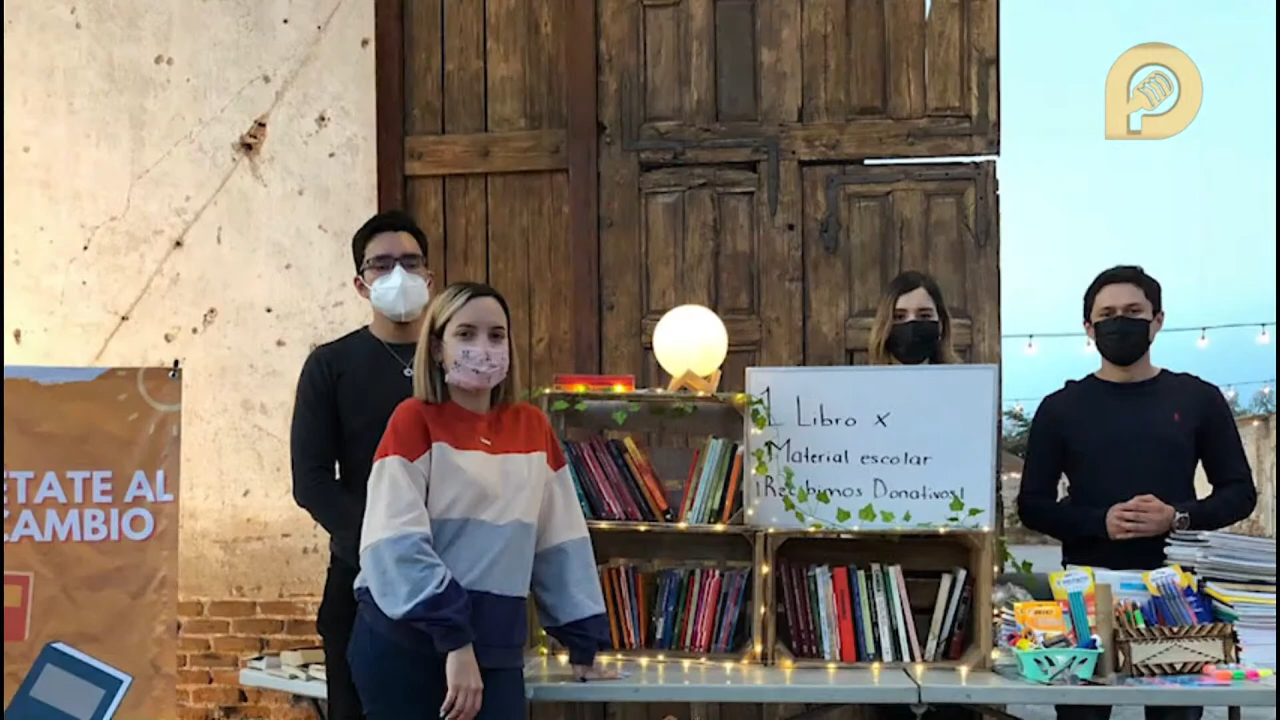 ETATE AL
CAMBIO
1 Libro x
Material escolar
¡Recibimos Donativos!